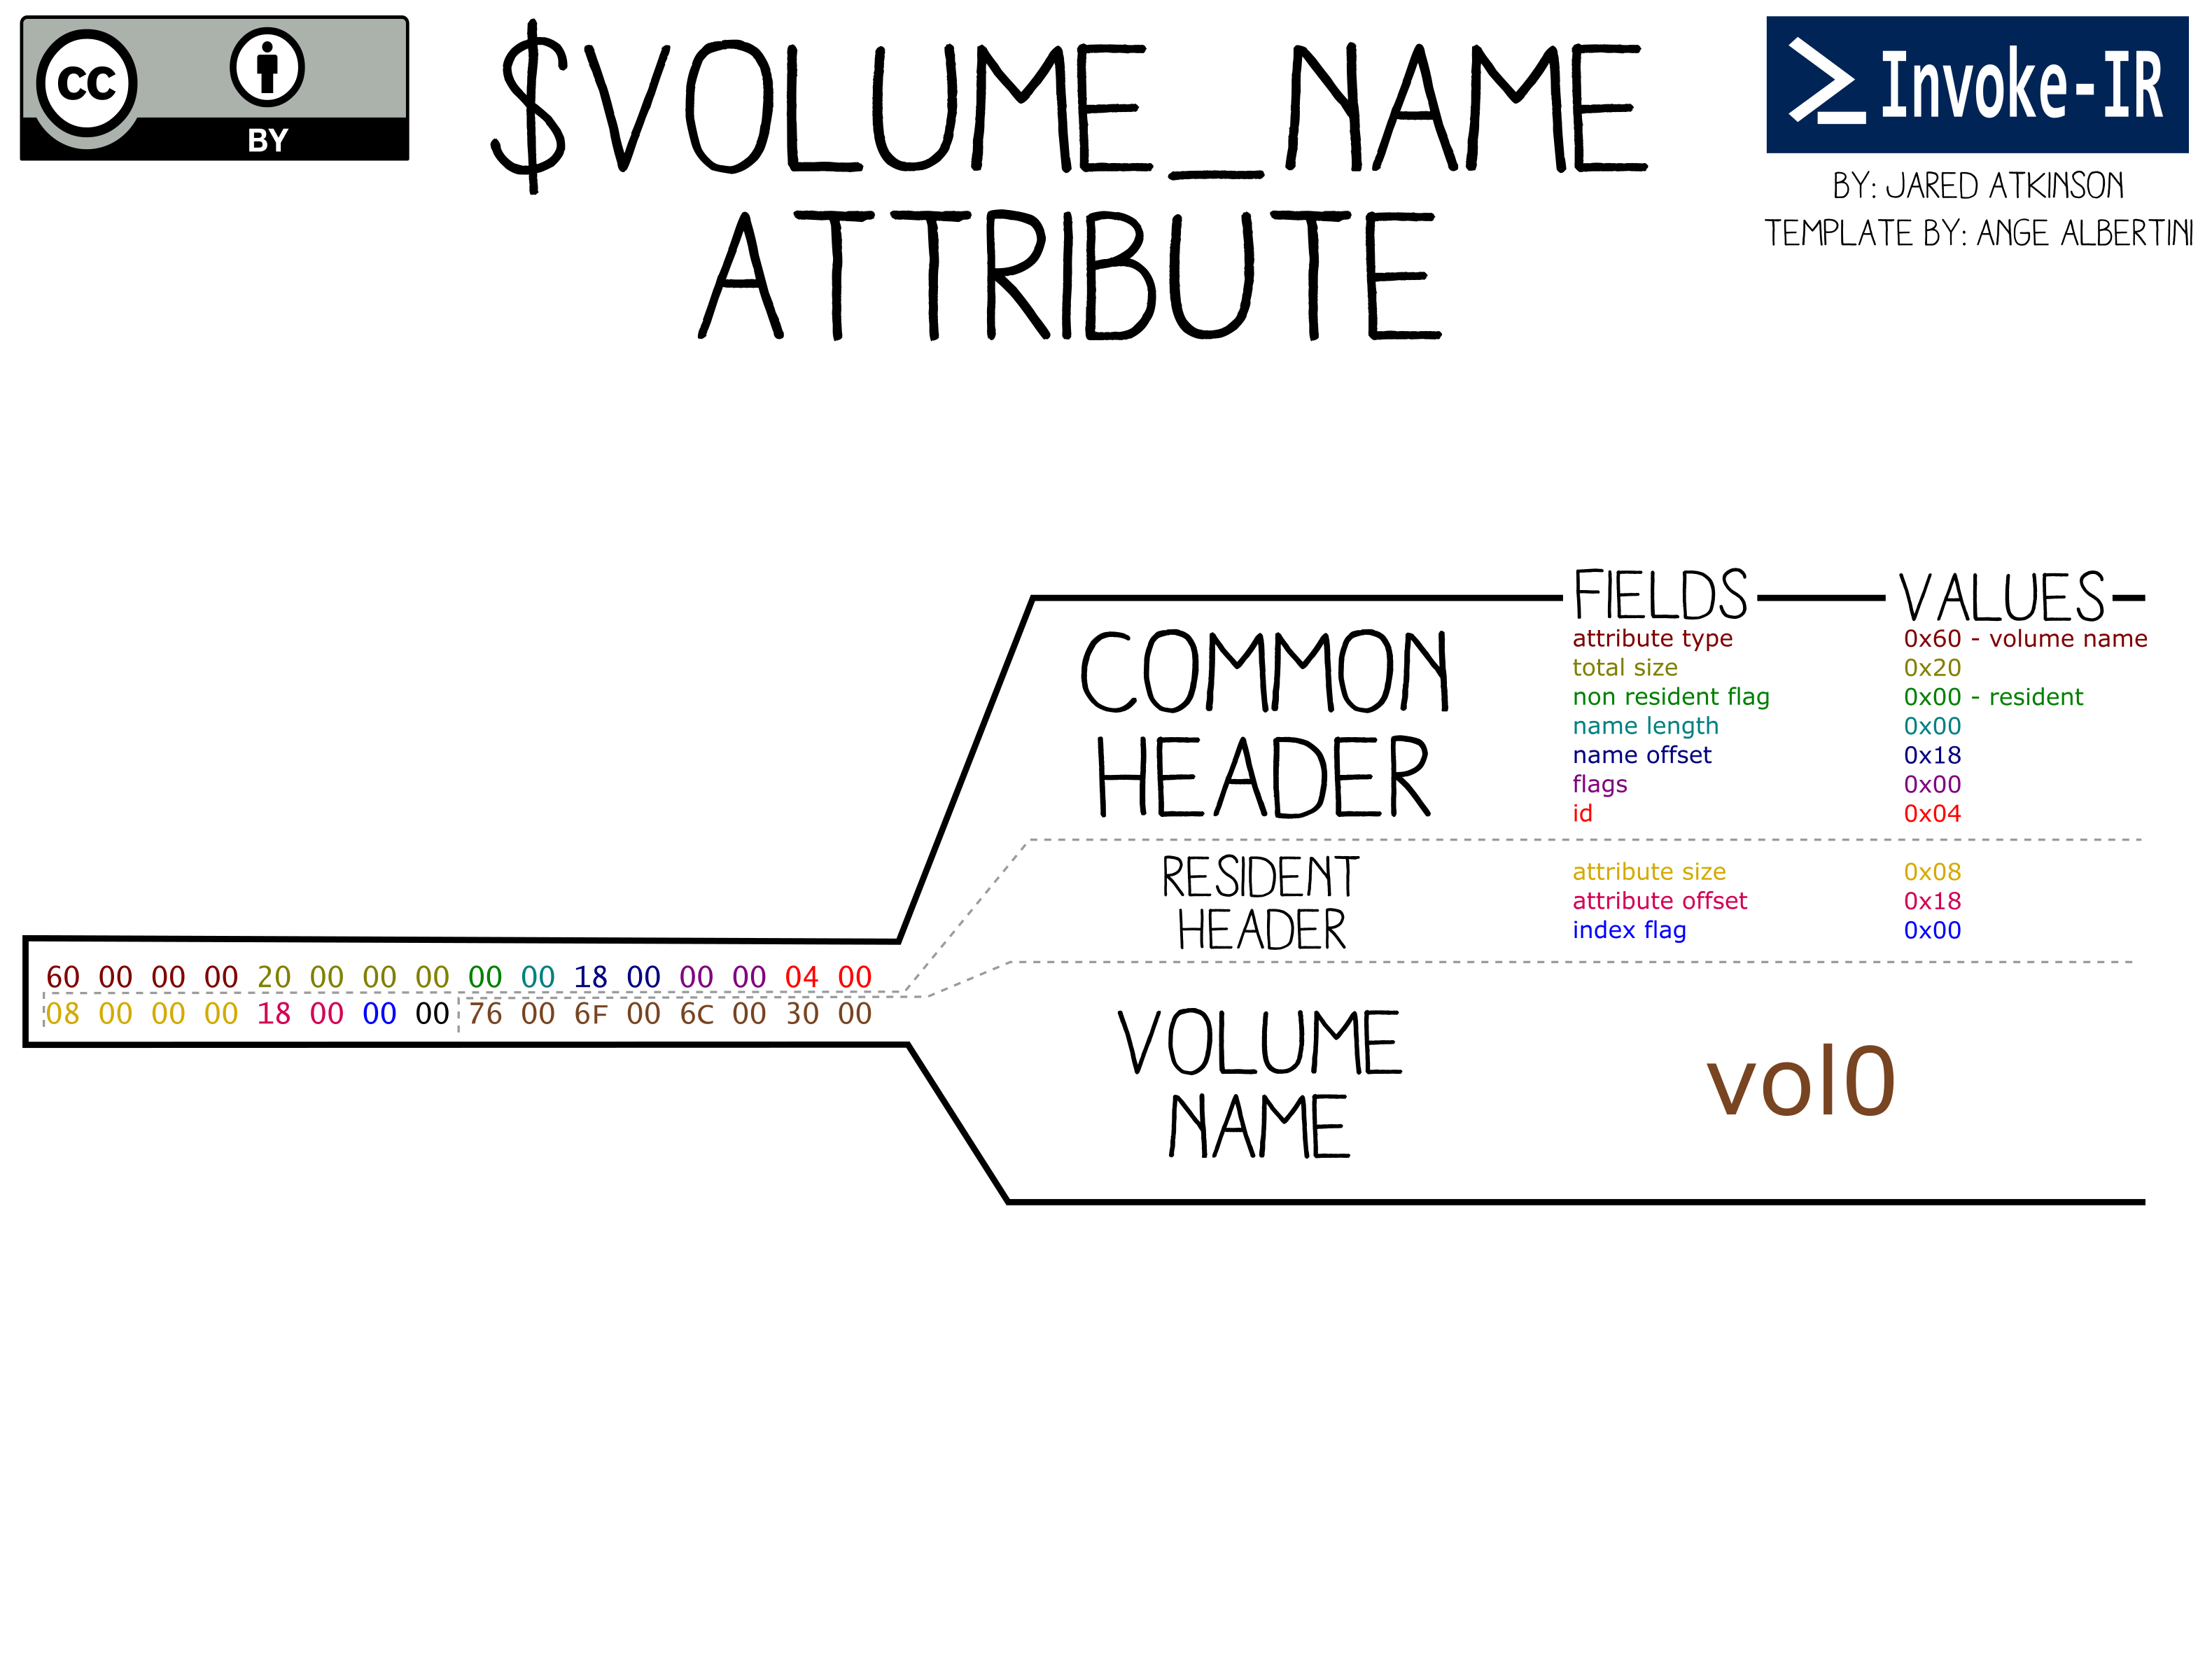 cc
BY
$VOLUME_NAME
ATTRIBUTE
Invoke-IR
BY: JARED ATKINSON
TEMPLATE BY: ANGE ALBERTINI
FIELDS VALUES
COMMON
HEADER
attribute type 0x60 - volume name
total size 0x20
non resident flag 0x00 - resident
name length 0x00
name offset 0x18
flags 0x00
id 0x04
RESIDENT
HEADER
attribute size 0x08
attribute offset 0x18
index flag 0x00
60 00 00 00 20 00 00 00 00 00 18 00 00 00 04 00
08 00 00 00 18 00 00 00 76 00 6F 00 6C 00 30 00
VOLUME
NAME
vol0